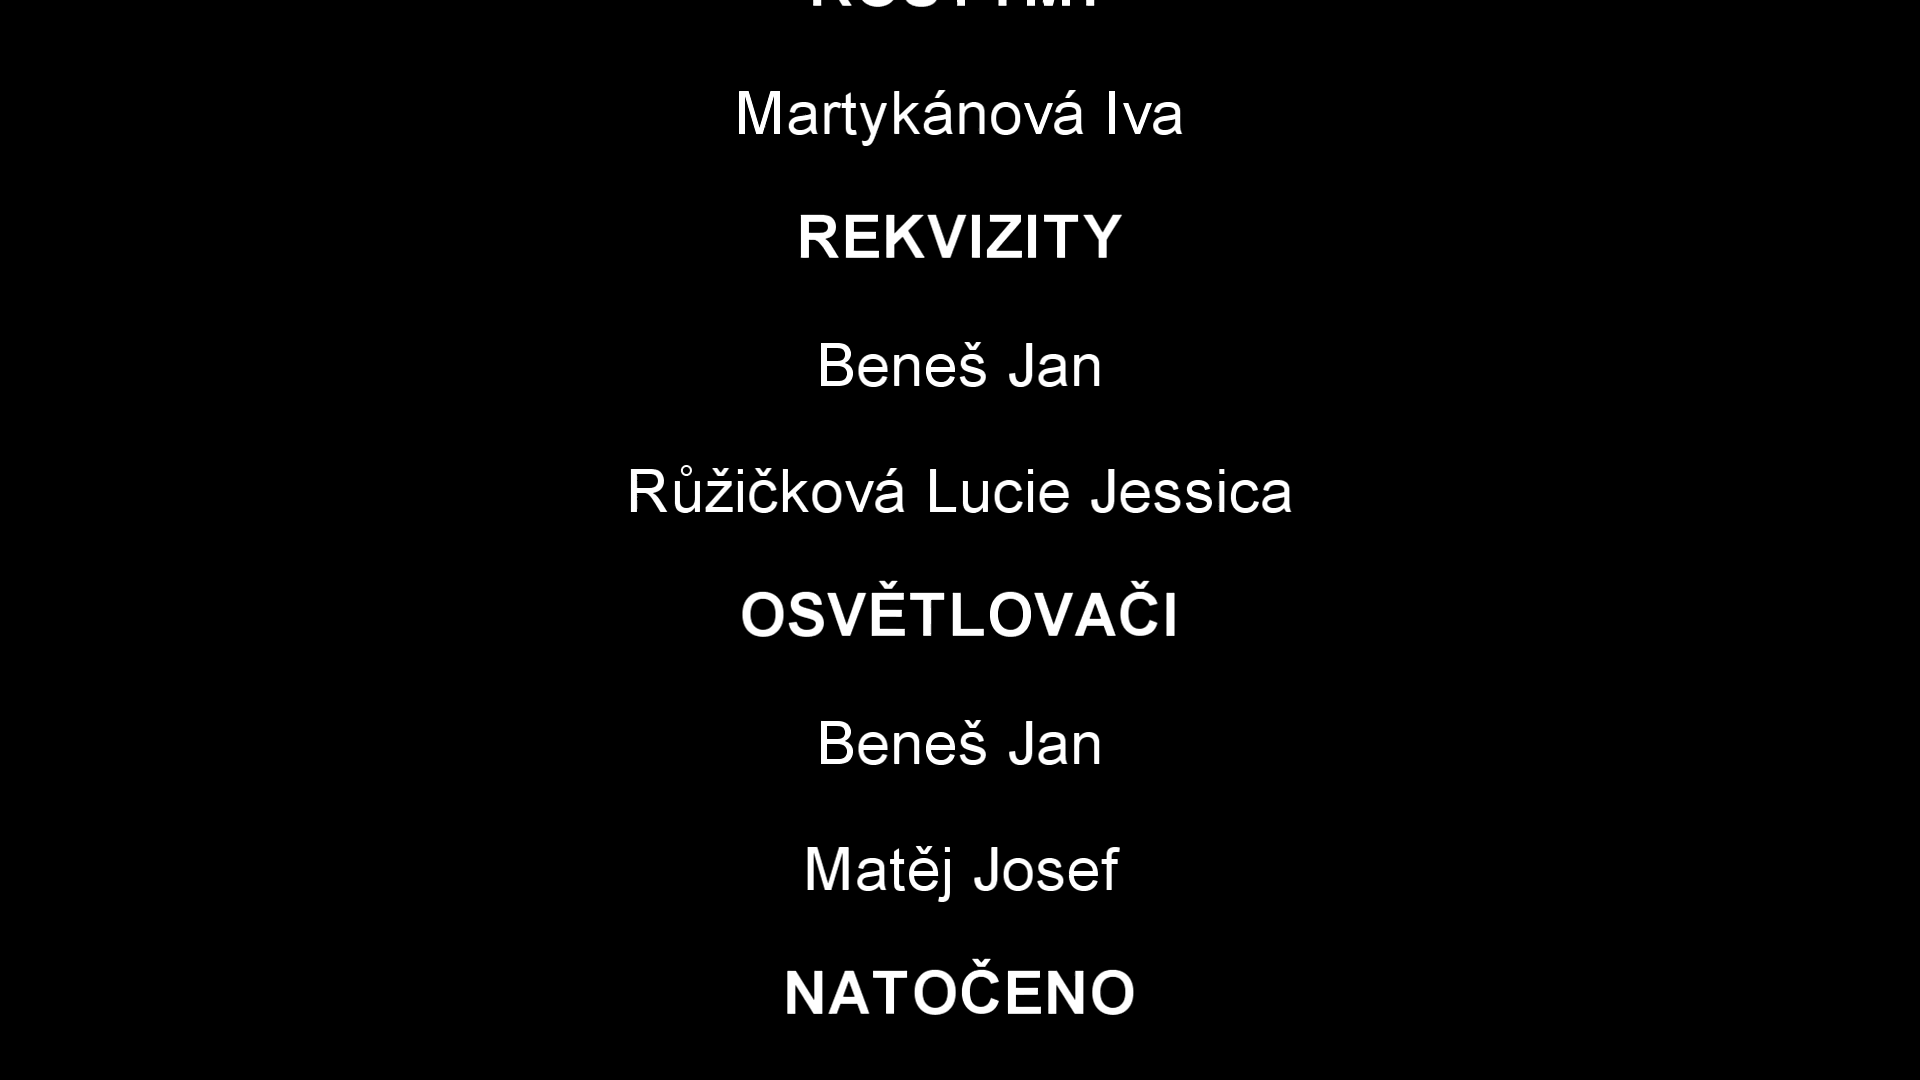 Martykánová Iva
REKVIZITY
Beneš Jan
Růžičková Lucie Jessica
OSVĚTLOVAČI
Beneš Jan
Matěj Josef
NATOČENO